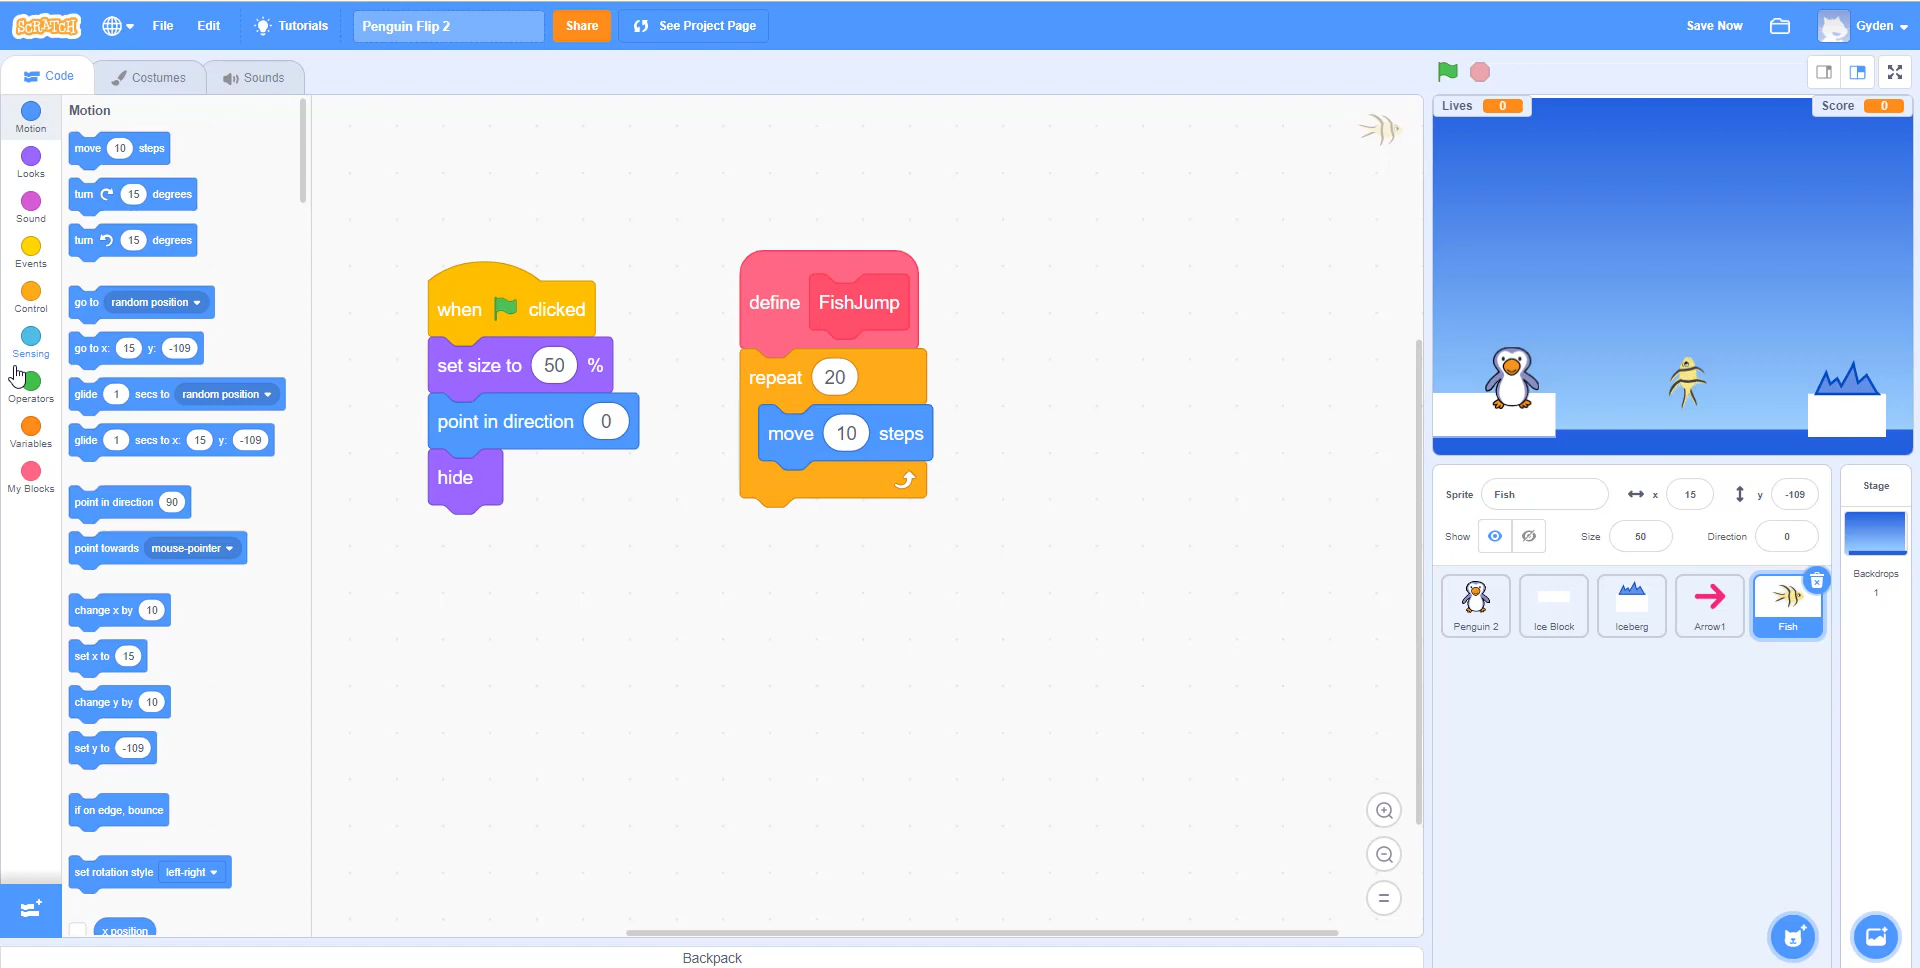 SCRATCH File Edit Tutorials Penguin Flip 2 Share See Project Page Save Now Gyden
Code Costumes Sounds
Motion
Looks
Sound
Events
Control
Sensing
Operators
Variables
My Blocks
Motion
move 10 steps
turn 15 degrees
turn 15 degrees
go to random position
go to x: 15 y: -109
glide 1 secs to random position
glide 1 secs to x: 15 y: -109
point in direction 90
point towards mouse-pointer
change x by 10
set x to 15
change y by 10
set y to -109
if on edge, bounce
set rotation style left-right
x position
when clicked
set size to 50 %
point in direction 0
hide
define FishJump
repeat 20
move 10 steps
Lives 0 Score 0
Sprite Fish x 15 y -109
Show Size 50 Direction 0
Penguin 2 Ice Block Iceberg Arrow1 Fish
Stage
Backdrops
1
Backpack